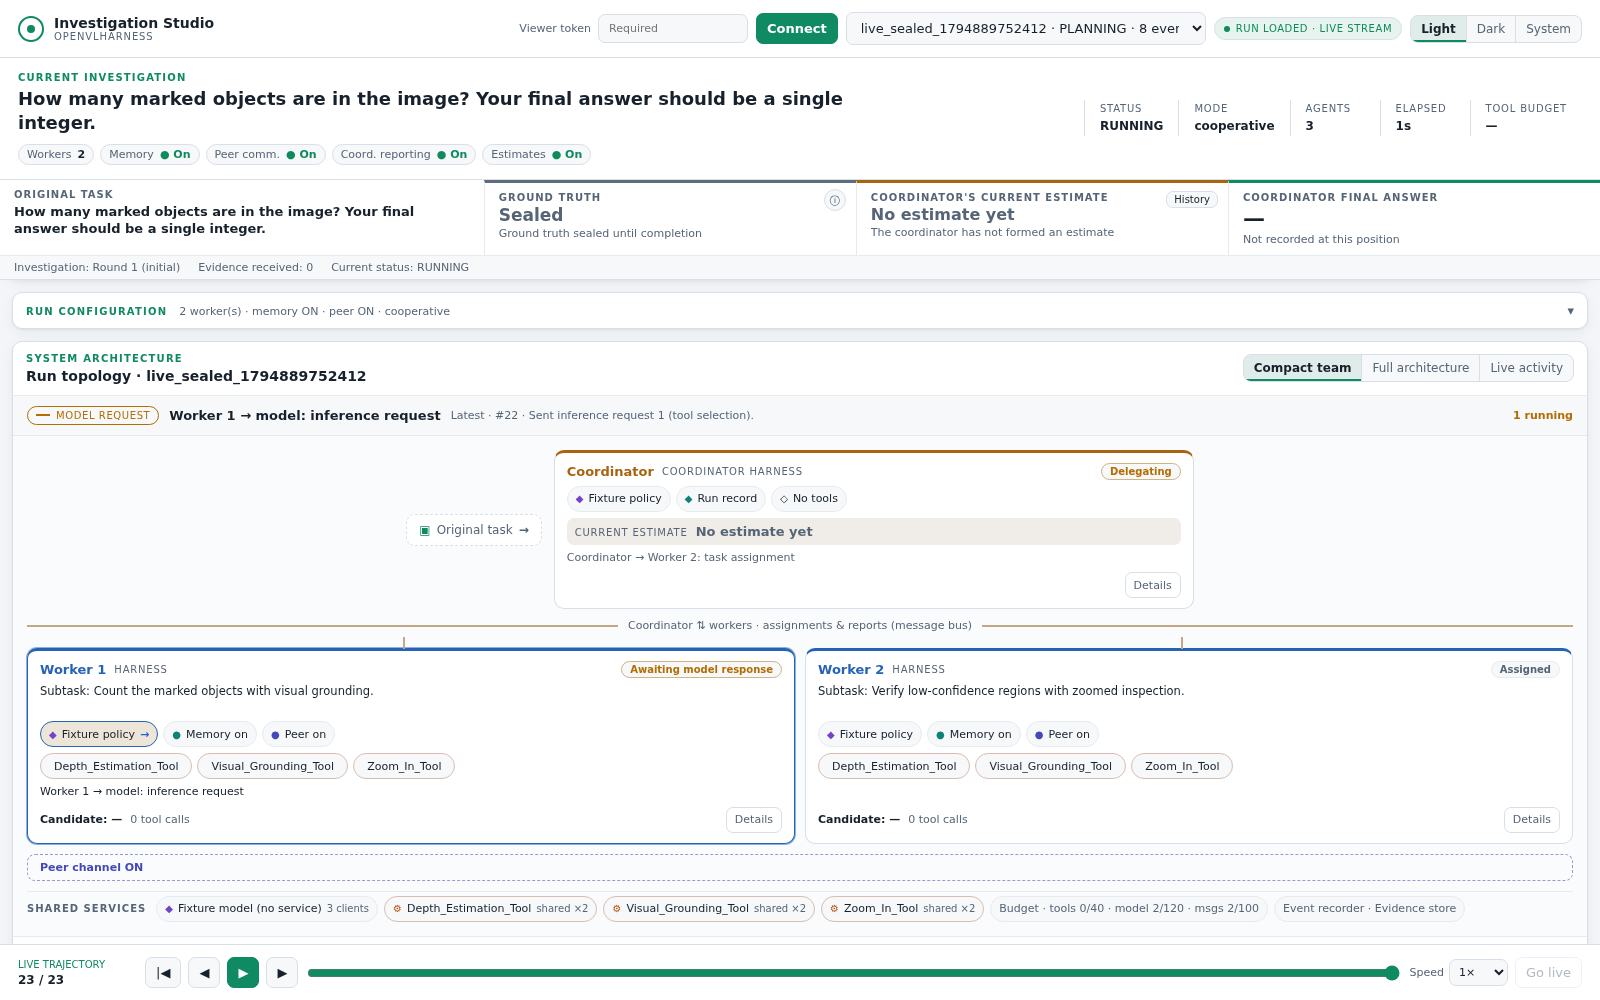 Investigation Studio
OPENVLHARNESS
Viewer token
Required
Connect
live_sealed_1794889752412 · PLANNING · 8 ever
RUN LOADED · LIVE STREAM
Light
Dark
System
CURRENT INVESTIGATION
How many marked objects are in the image? Your final answer should be a single
integer.
Workers 2
Memory ● On
Peer comm. ● On
Coord. reporting ● On
Estimates ● On
STATUS
RUNNING
MODE
cooperative
AGENTS
3
ELAPSED
1s
TOOL BUDGET
—
ORIGINAL TASK
How many marked objects are in the image? Your final
answer should be a single integer.
GROUND TRUTH
Sealed
Ground truth sealed until completion
COORDINATOR'S CURRENT ESTIMATE
History
No estimate yet
The coordinator has not formed an estimate
COORDINATOR FINAL ANSWER
—
Not recorded at this position
Investigation: Round 1 (initial)
Evidence received: 0
Current status: RUNNING
RUN CONFIGURATION
2 worker(s) · memory ON · peer ON · cooperative
SYSTEM ARCHITECTURE
Run topology · live_sealed_1794889752412
Compact team
Full architecture
Live activity
MODEL REQUEST
Worker 1 → model: inference request
Latest · #22 · Sent inference request 1 (tool selection).
1 running
Original task →
Coordinator COORDINATOR HARNESS
Delegating
Fixture policy
Run record
No tools
CURRENT ESTIMATE No estimate yet
Coordinator → Worker 2: task assignment
Details
Coordinator ⇅ workers · assignments & reports (message bus)
Worker 1 HARNESS
Awaiting model response
Subtask: Count the marked objects with visual grounding.
Fixture policy →
Memory on
Peer on
Depth_Estimation_Tool
Visual_Grounding_Tool
Zoom_In_Tool
Worker 1 → model: inference request
Candidate: — 0 tool calls
Details
Worker 2 HARNESS
Assigned
Subtask: Verify low-confidence regions with zoomed inspection.
Fixture policy
Memory on
Peer on
Depth_Estimation_Tool
Visual_Grounding_Tool
Zoom_In_Tool
Candidate: — 0 tool calls
Details
Peer channel ON
SHARED SERVICES
Fixture model (no service) 3 clients
Depth_Estimation_Tool shared ×2
Visual_Grounding_Tool shared ×2
Zoom_In_Tool shared ×2
Budget · tools 0/40 · model 2/120 · msgs 2/100
Event recorder · Evidence store
LIVE TRAJECTORY
23 / 23
Speed
1×
Go live